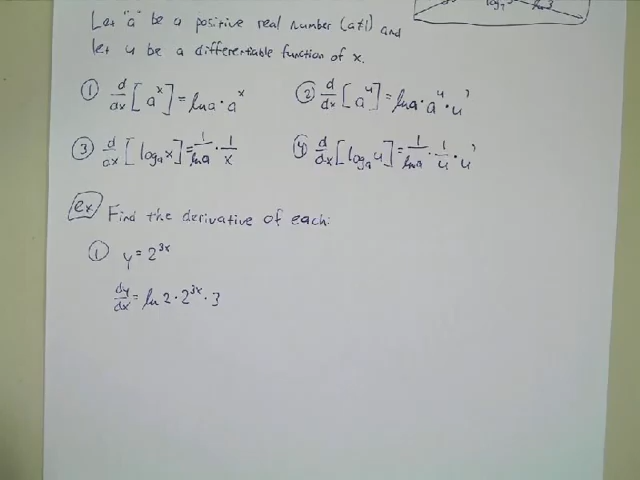 Let "a" be a positive real number (a≠1) and
let u be a differentiable function of x.
① d/dx [a^x] = ln a · a^x ② d/dx [a^u] = ln a · a^u · u'
③ d/dx [log_a x] = 1/ln a · 1/x ④ d/dx [log_a u] = 1/ln a · 1/u · u'
ex Find the derivative of each:
① y = 2^{3x}
dy/dx = ln 2 · 2^{3x} · 3